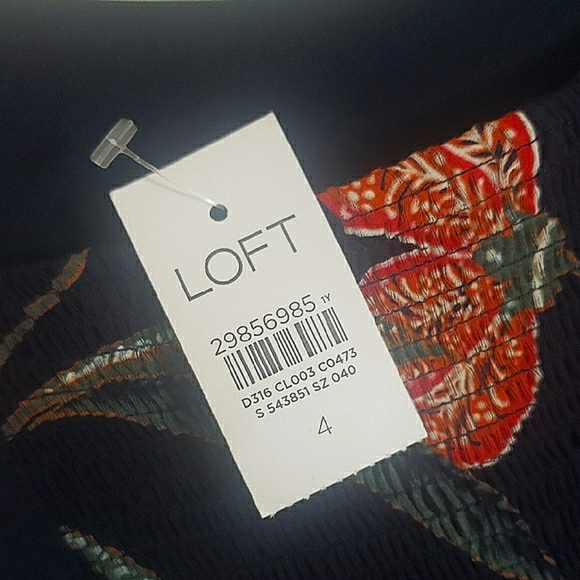 LOFT
29856985 1Y
D316 CL003 C0473
S 543851 SZ 040
4